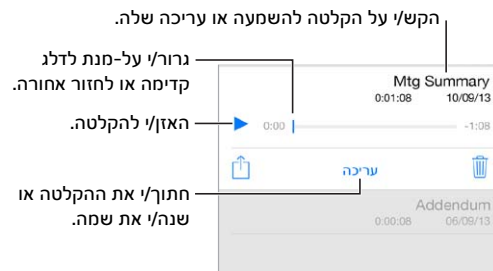 הקש/י על הקלטה להשמעה או עריכה שלה.
גרור/י על-מנת לדלג
קדימה או לחזור אחורה.
האזן/י להקלטה.
חתוך/י את ההקלטה או
שנה/י את שמה.
Mtg Summary
0:01:08 10/09/13
0:00 -1:08
עריכה
Addendum
0:00:08 06/09/13